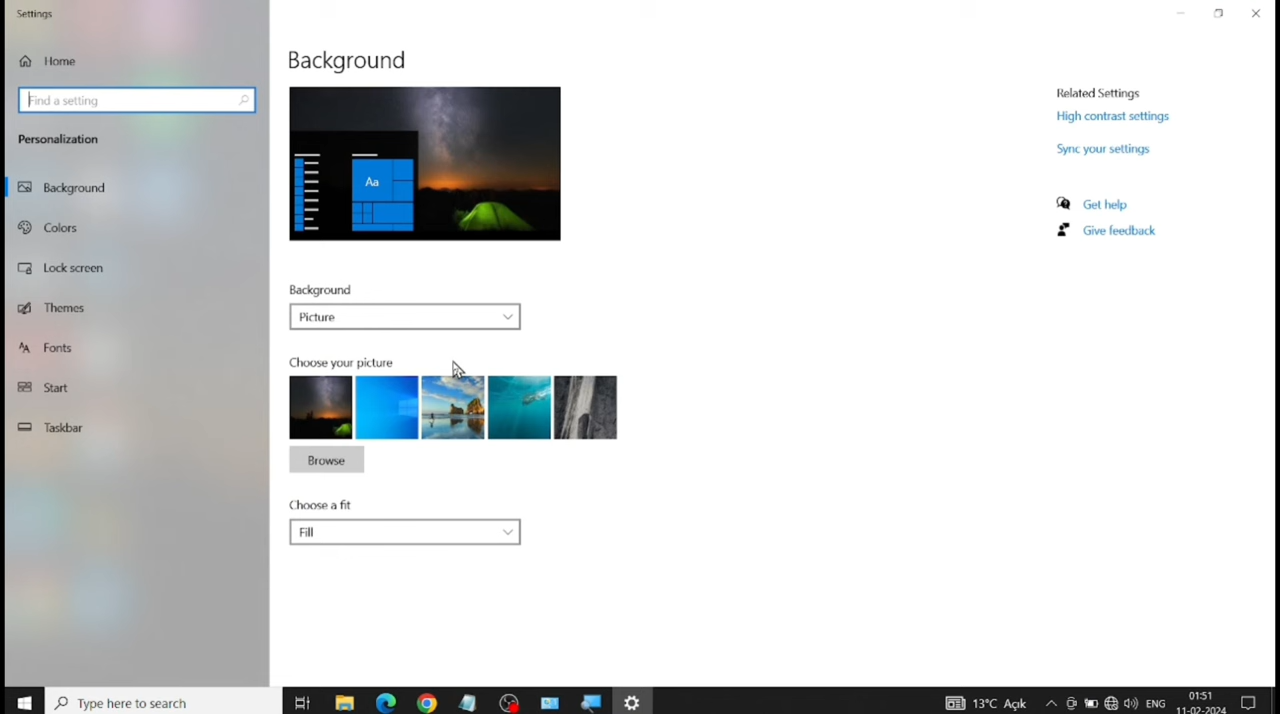 Settings
Home
Find a setting
Personalization
Background
Colors
Lock screen
Themes
Fonts
Start
Taskbar
Background
Aa
Background
Picture
Choose your picture
Browse
Choose a fit
Fill
Related Settings
High contrast settings
Sync your settings
Get help
Give feedback
Type here to search
13°C Açık
ENG
01:51
11-02-2024